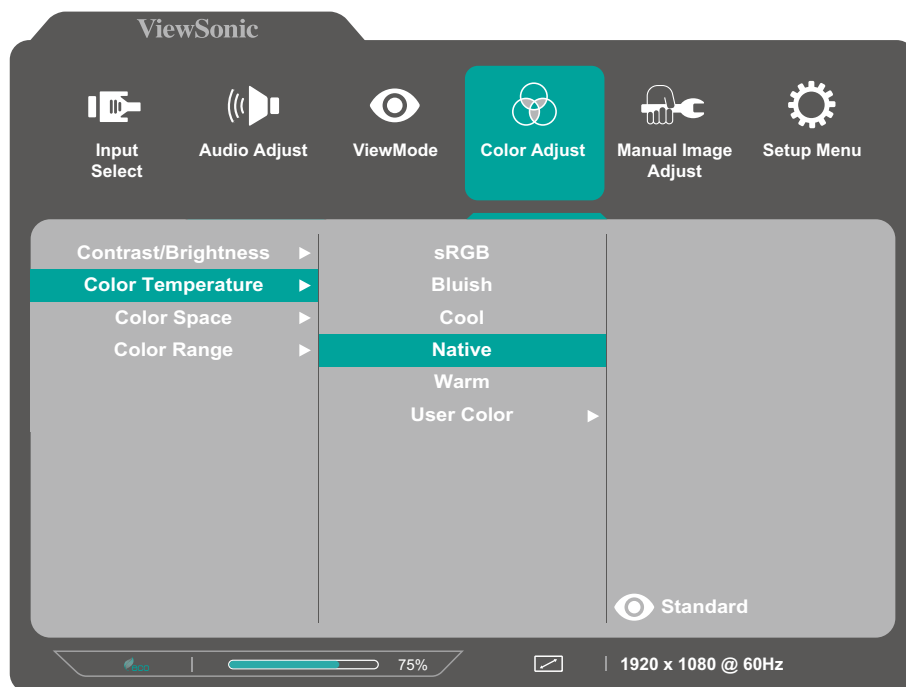 ViewSonic
Input
Select
Audio Adjust
ViewMode
Color Adjust
Manual Image
Adjust
Setup Menu
Contrast/Brightness
Color Temperature
Color Space
Color Range
sRGB
Bluish
Cool
Native
Warm
User Color
Standard
eco
75%
1920 x 1080 @ 60Hz